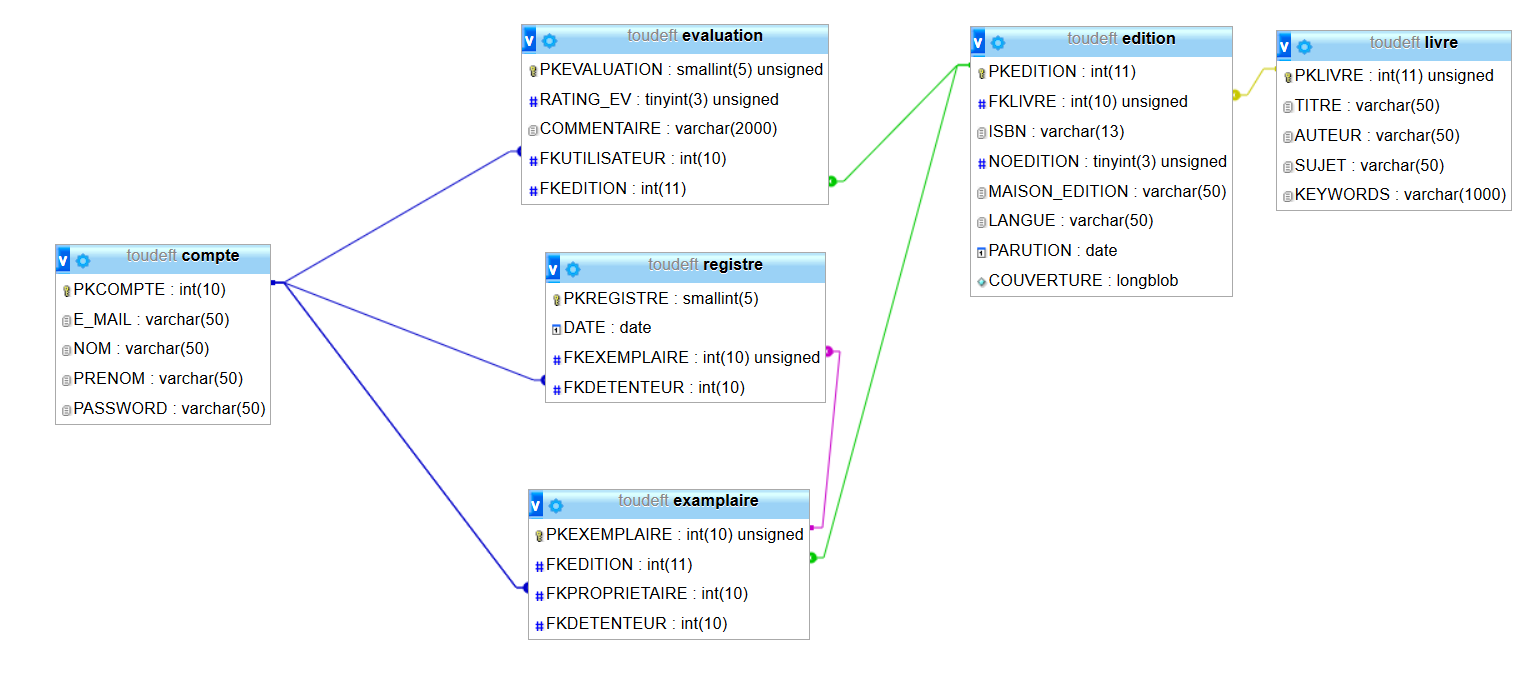 toudeft compte
PKCOMPTE : int(10)
E_MAIL : varchar(50)
NOM : varchar(50)
PRENOM : varchar(50)
PASSWORD : varchar(50)
toudeft evaluation
PKEVALUATION : smallint(5) unsigned
RATING_EV : tinyint(3) unsigned
COMMENTAIRE : varchar(2000)
FKUTILISATEUR : int(10)
FKEDITION : int(11)
toudeft registre
PKREGISTRE : smallint(5)
DATE : date
FKEXEMPLAIRE : int(10) unsigned
FKDETENTEUR : int(10)
toudeft examplaire
PKEXEMPLAIRE : int(10) unsigned
FKEDITION : int(11)
FKPROPRIETAIRE : int(10)
FKDETENTEUR : int(10)
toudeft edition
PKEDITION : int(11)
FKLIVRE : int(10) unsigned
ISBN : varchar(13)
NOEDITION : tinyint(3) unsigned
MAISON_EDITION : varchar(50)
LANGUE : varchar(50)
PARUTION : date
COUVERTURE : longblob
toudeft livre
PKLIVRE : int(11) unsigned
TITRE : varchar(50)
AUTEUR : varchar(50)
SUJET : varchar(50)
KEYWORDS : varchar(1000)